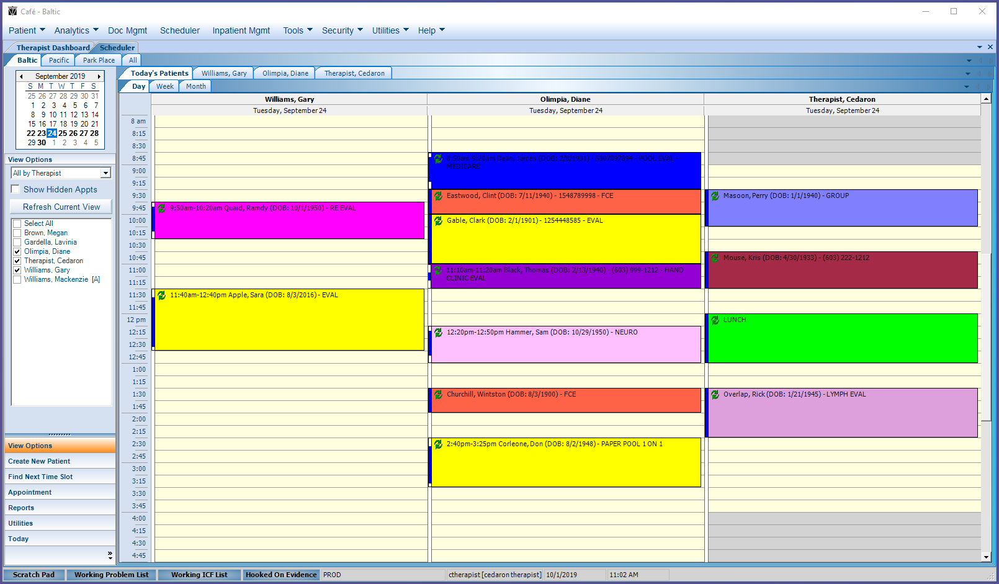 Café - Baltic
Patient Analytics Doc Mgmt Scheduler Inpatient Mgmt Tools Security Utilities Help
Therapist Dashboard Scheduler
Baltic Pacific Park Place All
September 2019
S M T W T F S
25 26 27 28 29 30 31
1 2 3 4 5 6 7
8 9 10 11 12 13 14
15 16 17 18 19 20 21
22 23 24 25 26 27 28
29 30 1 2 3 4 5
View Options
All by Therapist
Show Hidden Appts
Refresh Current View
Select All
Brown, Megan
Gardella, Lavinia
Olimpia, Diane
Therapist, Cedaron
Williams, Gary
Williams, Mackenzie [A]
View Options
Create New Patient
Find Next Time Slot
Appointment
Reports
Utilities
Today
Today's Patients Williams, Gary Olimpia, Diane Therapist, Cedaron
Day Week Month
Williams, Gary Olimpia, Diane Therapist, Cedaron
Tuesday, September 24 Tuesday, September 24 Tuesday, September 24
8 am
8:15
8:30
8:45
9:00
9:15
9:30
9:45
10:00
10:15
10:30
10:45
11:00
11:15
11:30
11:45
12 pm
12:15
12:30
12:45
1:00
1:15
1:30
1:45
2:00
2:15
2:30
2:45
3:00
3:15
3:30
3:45
4:00
4:15
4:30
4:45
9:50am-10:20am Quaid, Ramdy (DOB: 10/1/1950) - RE EVAL
11:40am-12:40pm Apple, Sara (DOB: 8/3/2016) - EVAL
8:50am-9:20am Dean, James (DOB: 2/8/1931) - 5307897894 - POOL EVAL -
MEDICARE
Eastwood, Clint (DOB: 7/11/1940) - 1548789998 - FCE
Gable, Clark (DOB: 2/1/1901) - 1254448585 - EVAL
11:10am-11:20am Black, Thomas (DOB: 2/13/1940) - (603) 999-1212 - HAND
CLINIC EVAL
12:20pm-12:50pm Hammer, Sam (DOB: 10/29/1950) - NEURO
Churchill, Wintston (DOB: 8/3/1900) - FCE
2:40pm-3:25pm Corleone, Don (DOB: 8/2/1948) - PAPER POOL 1 ON 1
Masoon, Perry (DOB: 1/1/1940) - GROUP
Mouse, Kris (DOB: 4/30/1933) - (603) 222-1212
LUNCH
Overlap, Rick (DOB: 1/21/1945) - LYMPH EVAL
Scratch Pad Working Problem List Working ICF List Hooked On Evidence PROD ctherapist [cedaron therapist] 10/1/2019 11:02 AM